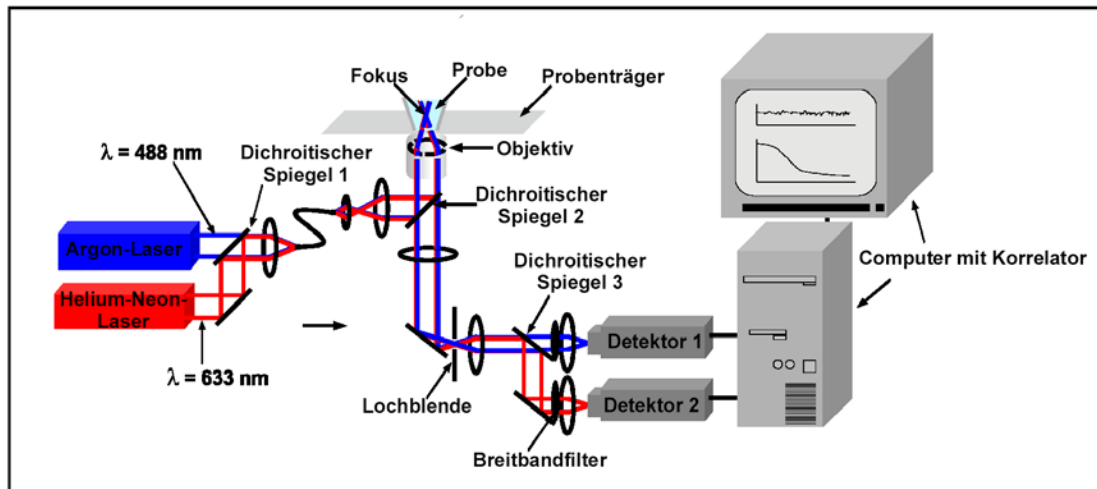 Fokus
Probe
Probenträger
Objektiv
λ = 488 nm
Dichroitischer
Spiegel 1
Dichroitischer
Spiegel 2
Argon-Laser
Helium-Neon-
Laser
λ = 633 nm
Dichroitischer
Spiegel 3
Detektor 1
Detektor 2
Lochblende
Breitbandfilter
Computer mit Korrelator